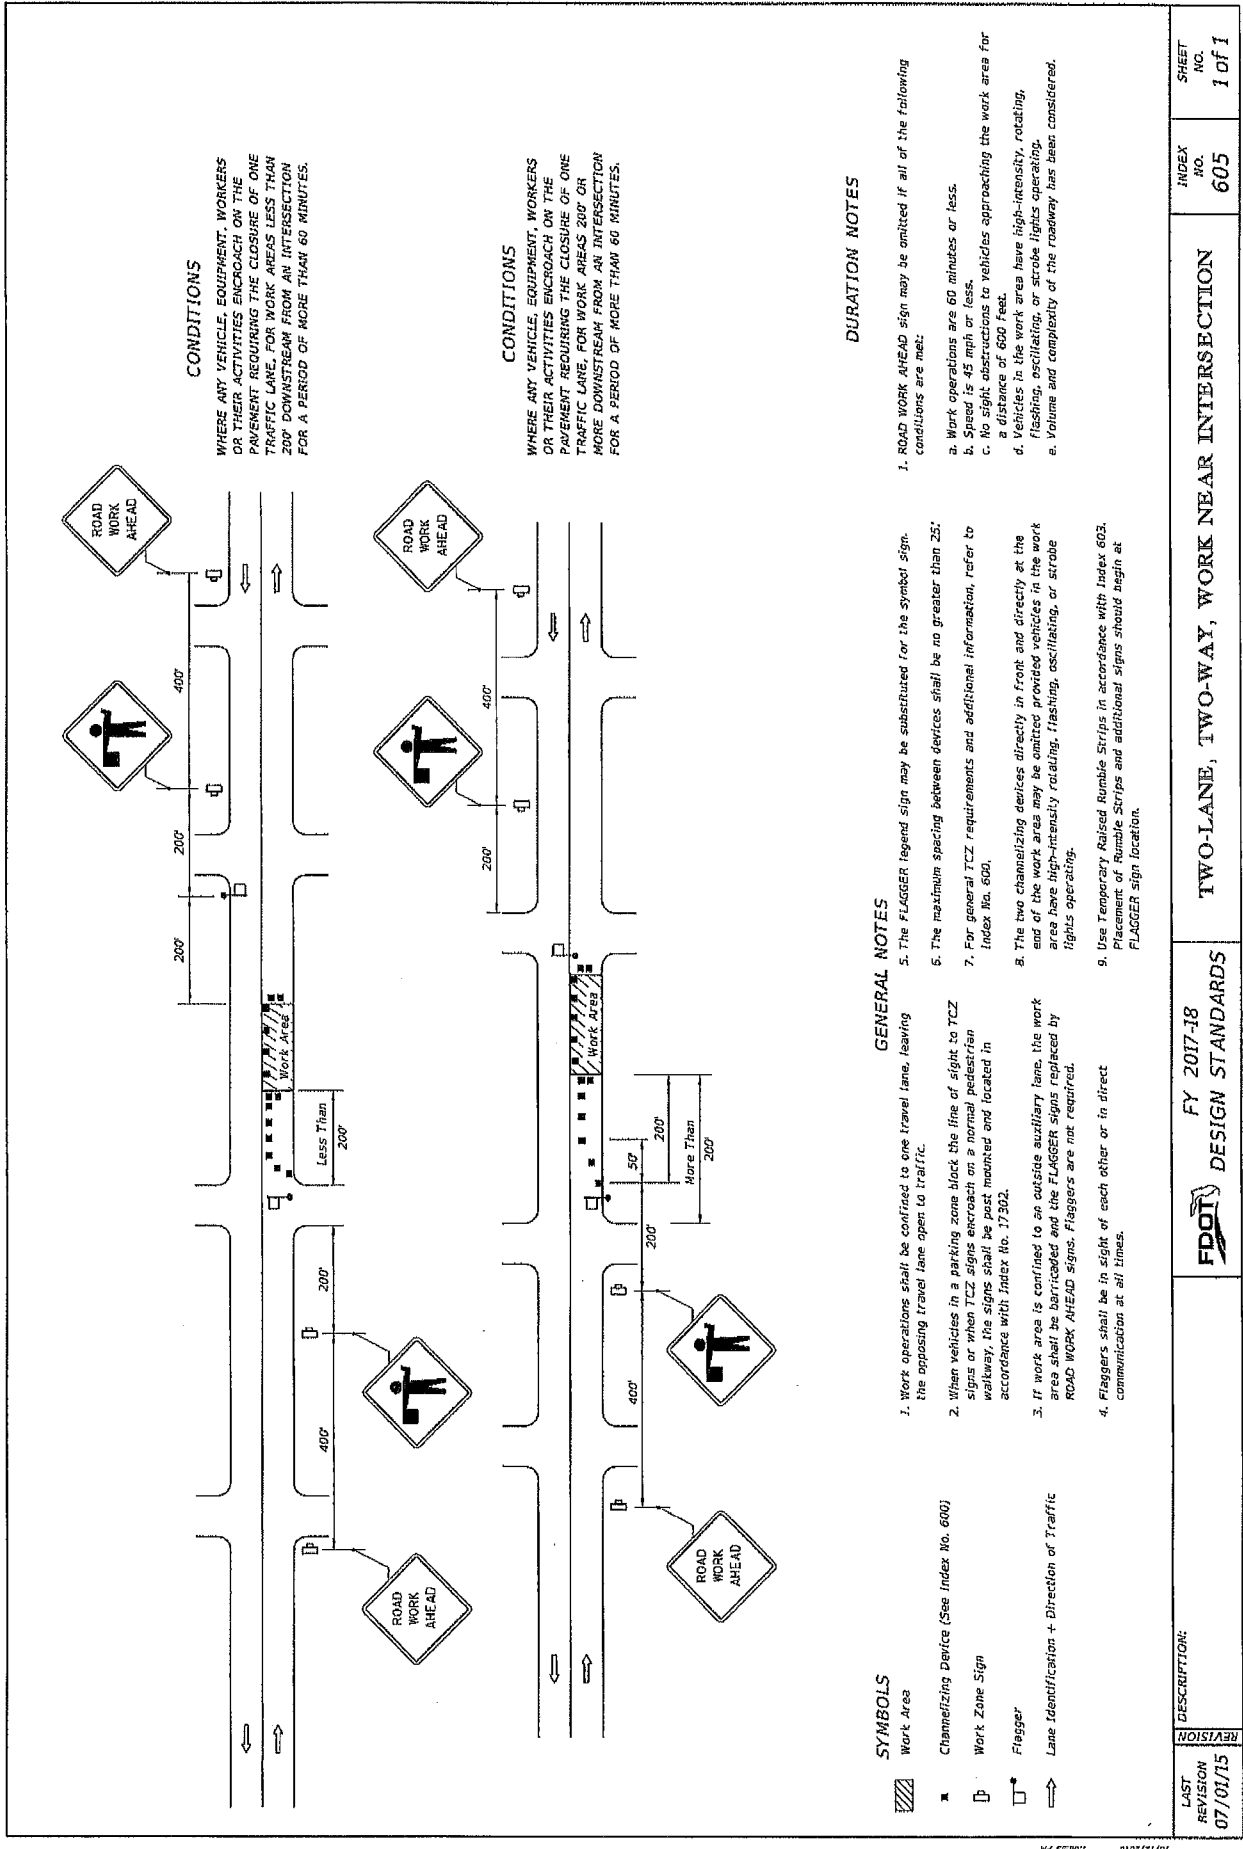 ROAD
WORK
AHEAD
400'
200'
200'
Work Area
Less Than
200'
200'
400'
ROAD
WORK
AHEAD
CONDITIONS
WHERE ANY VEHICLE, EQUIPMENT, WORKERS
OR THEIR ACTIVITIES ENCROACH ON THE
PAVEMENT REQUIRING THE CLOSURE OF ONE
TRAFFIC LANE, FOR WORK AREAS LESS THAN
200' DOWNSTREAM FROM AN INTERSECTION
FOR A PERIOD OF MORE THAN 60 MINUTES.
ROAD
WORK
AHEAD
400'
200'
Work Area
50'
200'
More Than
200'
200'
400'
ROAD
WORK
AHEAD
CONDITIONS
WHERE ANY VEHICLE, EQUIPMENT, WORKERS
OR THEIR ACTIVITIES ENCROACH ON THE
PAVEMENT REQUIRING THE CLOSURE OF ONE
TRAFFIC LANE, FOR WORK AREAS 200' OR
MORE DOWNSTREAM FROM AN INTERSECTION
FOR A PERIOD OF MORE THAN 60 MINUTES.
SYMBOLS
Work Area
Channelizing Device (See Index No. 600)
Work Zone Sign
Flagger
Lane Identification + Direction of Traffic
GENERAL NOTES
1. Work operations shall be confined to one travel lane, leaving
the opposing travel lane open to traffic.
2. When vehicles in a parking zone block the line of sight to TCZ
signs or when TCZ signs encroach on a normal pedestrian
walkway, the signs shall be post mounted and located in
accordance with Index No. 17302.
3. If work area is confined to an outside auxiliary lane, the work
area shall be barricaded and the FLAGGER signs replaced by
ROAD WORK AHEAD signs. Flaggers are not required.
4. Flaggers shall be in sight of each other or in direct
communication at all times.
5. The FLAGGER legend sign may be substituted for the symbol sign.
6. The maximum spacing between devices shall be no greater than 25'.
7. For general TCZ requirements and additional information, refer to
Index No. 600.
8. The two channelizing devices directly in front and directly at the
end of the work area may be omitted provided vehicles in the work
area have high-intensity rotating, flashing, oscillating, or strobe
lights operating.
9. Use Temporary Raised Rumble Strips in accordance with Index 603.
Placement of Rumble Strips and additional signs should begin at
FLAGGER sign location.
DURATION NOTES
1. ROAD WORK AHEAD sign may be omitted if all of the following
conditions are met:
a. Work operations are 60 minutes or less.
b. Speed is 45 mph or less.
c. No sight obstructions to vehicles approaching the work area for
a distance of 600 feet.
d. Vehicles in the work area have high-intensity, rotating,
flashing, oscillating, or strobe lights operating.
e. Volume and complexity of the roadway has been considered.
LAST
REVISION
07/01/15
REVISION
DESCRIPTION:
FDOT
FY 2017-18
DESIGN STANDARDS
TWO-LANE, TWO-WAY, WORK NEAR INTERSECTION
INDEX
NO.
605
SHEET
NO.
1 of 1